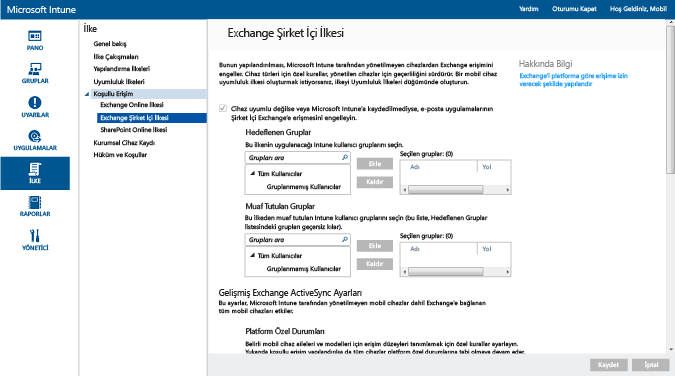 Microsoft Intune
Yardım
Oturumu Kapat
Hoş Geldiniz, Mobil
PANO
GRUPLAR
UYARILAR
UYGULAMALAR
İLKE
RAPORLAR
YÖNETİCİ
İlke
Genel bakış
İlke Çakışmaları
Yapılandırma İlkeleri
Uyumluluk İlkeleri
Koşullu Erişim
Exchange Online İlkesi
Exchange Şirket İçi İlkesi
SharePoint Online İlkesi
Kurumsal Cihaz Kaydı
Hüküm ve Koşullar
Exchange Şirket İçi İlkesi
Bunun yapılandırılması, Microsoft Intune tarafından yönetilmeyen cihazlardan Exchange erişimini
engeller. Cihaz türleri için özel kurallar, yönetilen cihazlar için geçerliliğini sürdürür. Bir mobil cihaz
uyumluluk ilkesi oluşturmak istiyorsanız, ilkeyi Uyumluluk İlkeleri düğümünde oluşturun.
Hakkında Bilgi
Exchange'i platforma göre erişime izin
verecek şekilde yapılandır
Cihaz uyumlu değilse veya Microsoft Intune'a kaydedilmediyse, e-posta uygulamalarının
Şirket İçi Exchange'e erişmesini engelleyin.
Hedeflenen Gruplar
Bu ilkenin uygulanacağı Intune kullanıcı gruplarını seçin.
Grupları ara
Tüm Kullanıcılar
Gruplanmamış Kullanıcılar
Ekle
Kaldır
Seçilen gruplar: (0)
Adı
Yol
Muaf Tutulan Gruplar
Bu ilkeden muaf tutulan Intune kullanıcı gruplarını seçin (bu liste, Hedeflenen Gruplar
listesindeki grupları geçersiz kılar).
Grupları ara
Tüm Kullanıcılar
Gruplanmamış Kullanıcılar
Ekle
Kaldır
Seçilen gruplar: (0)
Adı
Yol
Gelişmiş Exchange ActiveSync Ayarları
Bu ayarlar, Microsoft Intune tarafından yönetilmeyen mobil cihazlar dahil Exchange'e bağlanan
tüm mobil cihazları etkiler.
Platform Özel Durumları
Belirli mobil cihaz aileleri ve modelleri için erişim düzeyleri tanımlamak için özel kurallar ayarlayın.
Yukarıda koşullu erişim yapılandırılsa da tüm cihazlar platform özel durumlarına tabi olmaya devam eder.
Kaydet
İptal